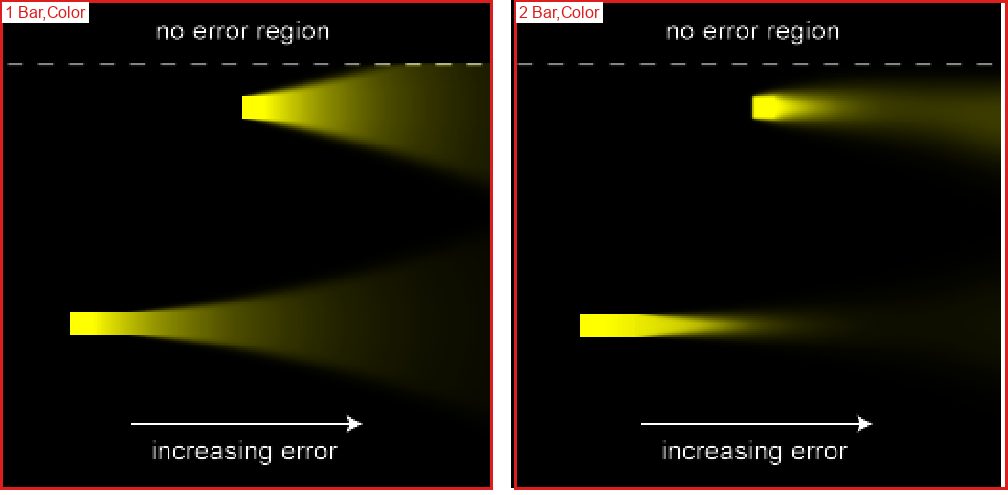 1 Bar,Color
no error region
increasing error
2 Bar,Color
no error region
increasing error